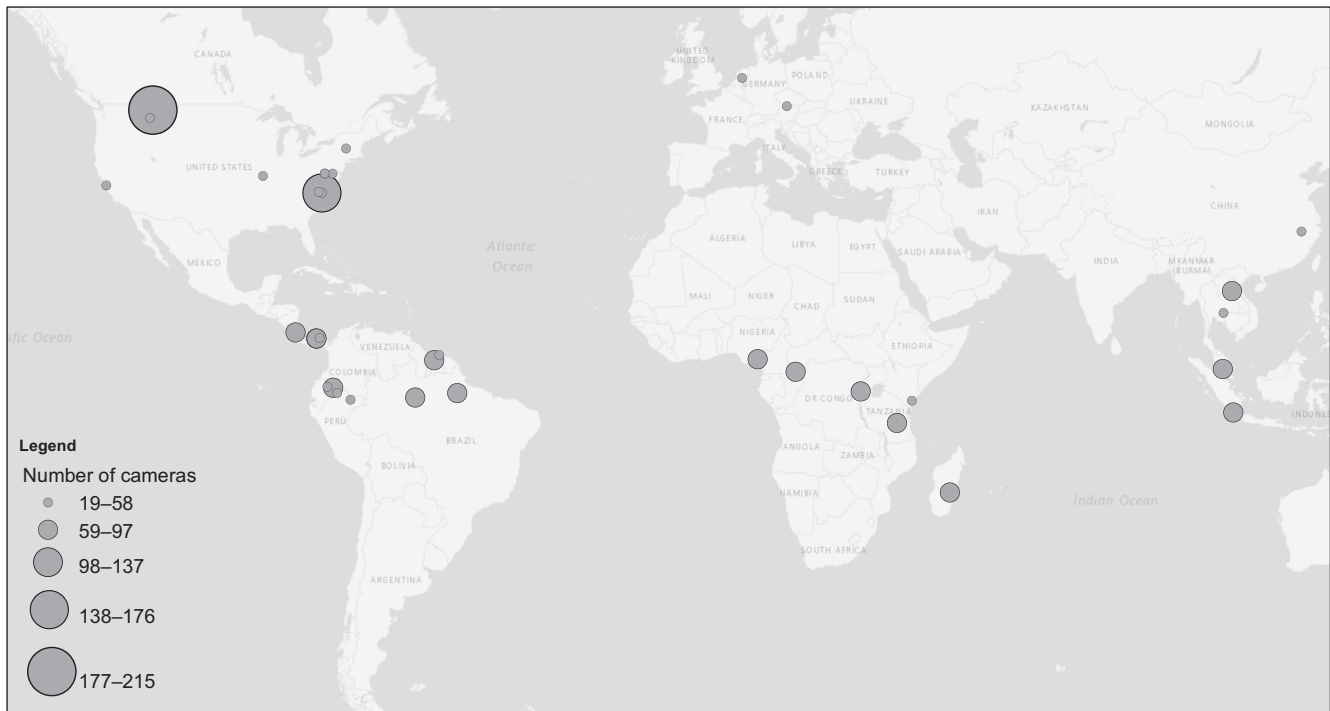 CANADA
UNITED
KINGDOM
POLAND
GERMANY
UKRAINE
KAZAKHSTAN
FRANCE
MONGOLIA
ITALY
UNITED STATES
GREECE
TURKEY
CHINA
IRAN
Atlantic
Ocean
ALGERIA
LIBYA
EGYPT
SAUDI ARABIA
MÉXICO
INDIA
MYANMAR
(BURMA)
MALI
NIGER
CHAD
SUDAN
ific Ocean
NIGERIA
VENEZUELA
ETHIOPIA
COLOMBIA
DR CONGO
TANZANIA
INDONES
PERÚ
BRAZIL
ANGOLA
ZAMBIA
BOLIVIA
NAMIBIA
Indian Ocean
SOUTH AFRICA
ARGENTINA
Legend
Number of cameras
19–58
59–97
98–137
138–176
177–215